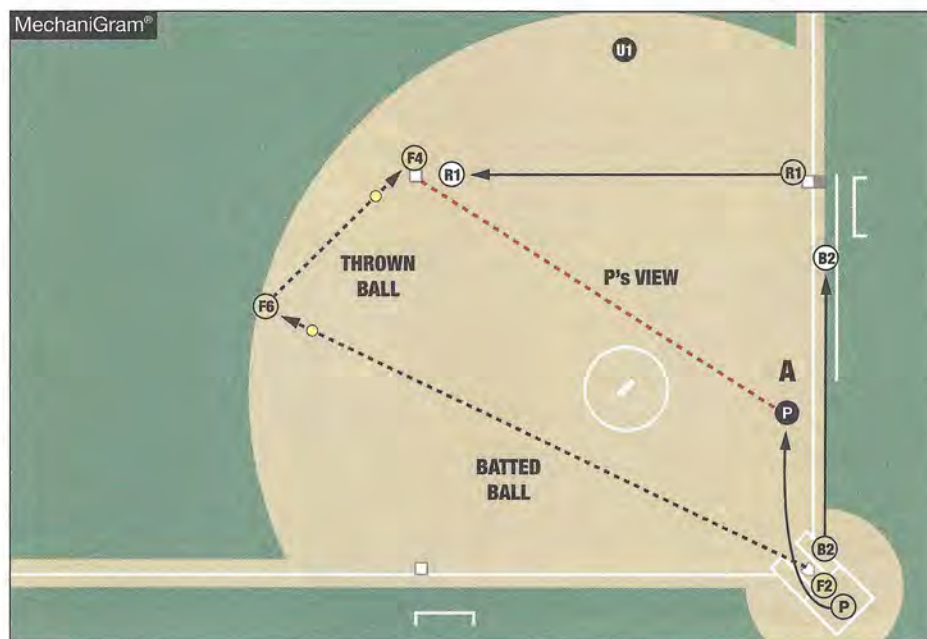 MechaniGram®
U1
F4
R1
R1
THROWN
BALL
P's VIEW
B2
F6
A
P
BATTED
BALL
B2
F2
P